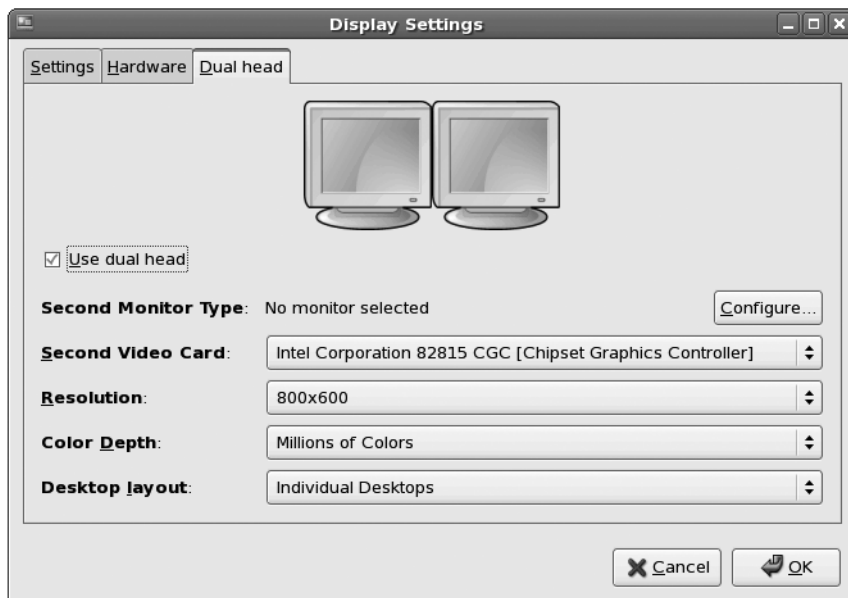 Display Settings
Settings Hardware Dual head
Use dual head
Second Monitor Type: No monitor selected Configure...
Second Video Card: Intel Corporation 82815 CGC [Chipset Graphics Controller]
Resolution: 800x600
Color Depth: Millions of Colors
Desktop layout: Individual Desktops
Cancel OK